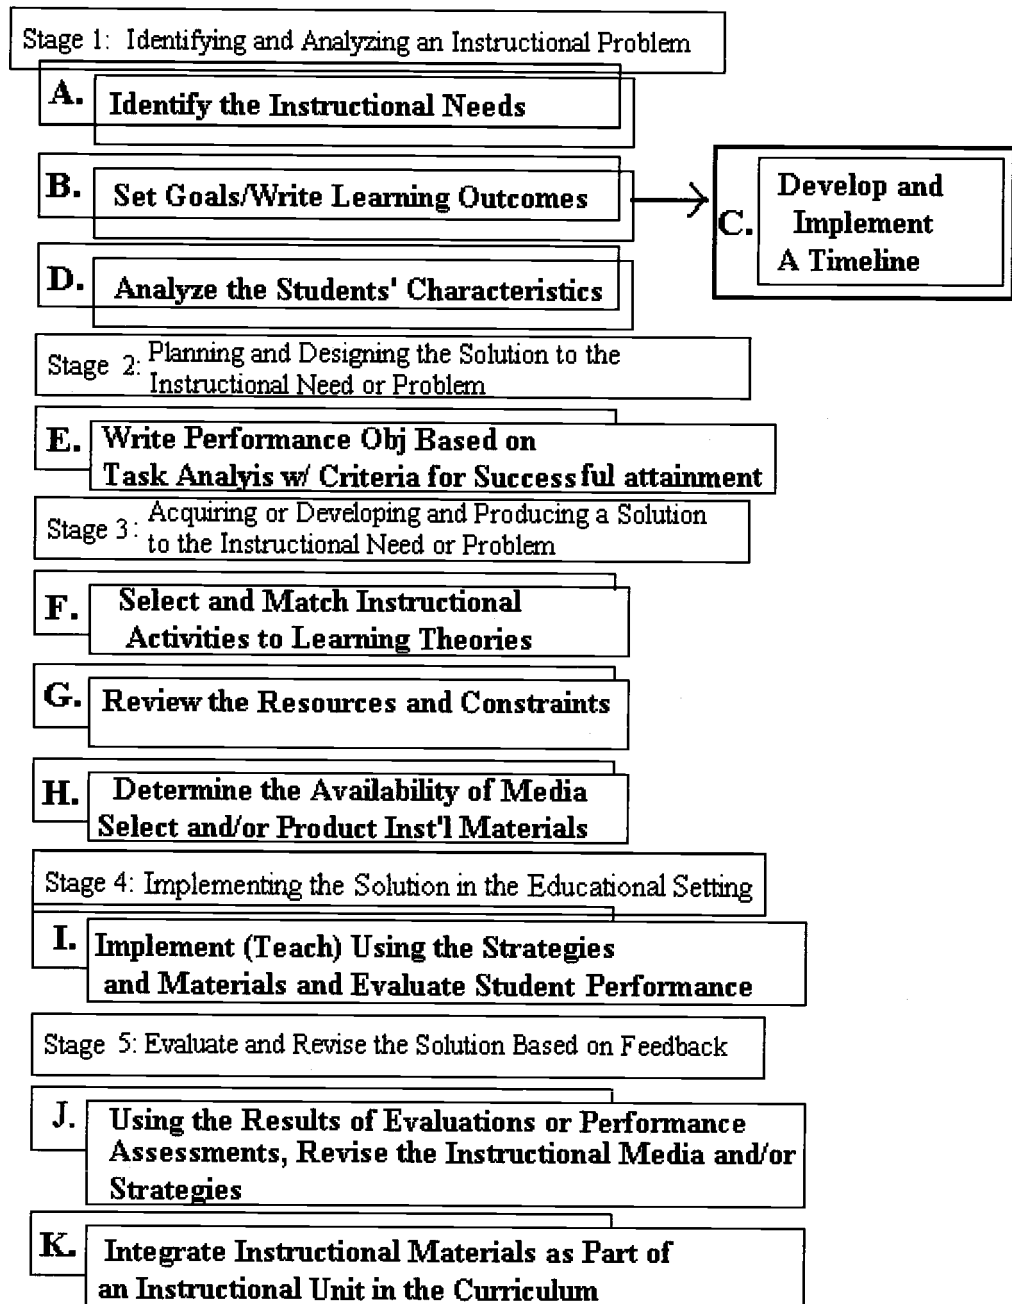 Stage 1: Identifying and Analyzing an Instructional Problem
A. Identify the Instructional Needs
B. Set Goals/Write Learning Outcomes
C. Develop and
Implement
A Timeline
D. Analyze the Students' Characteristics
Stage 2: Planning and Designing the Solution to the
Instructional Need or Problem
E. Write Performance Obj Based on
Task Analyis w/ Criteria for Success ful attainment
Stage 3: Acquiring or Developing and Producing a Solution
to the Instructional Need or Problem
F. Select and Match Instructional
Activities to Learning Theories
G. Review the Resources and Constraints
H. Determine the Availability of Media
Select and/or Product Inst'l Materials
Stage 4: Implementing the Solution in the Educational Setting
I. Implement (Teach) Using the Strategies
and Materials and Evaluate Student Performance
Stage 5: Evaluate and Revise the Solution Based on Feedback
J. Using the Results of Evaluations or Performance
Assessments, Revise the Instructional Media and/or
Strategies
K. Integrate Instructional Materials as Part of
an Instructional Unit in the Curriculum